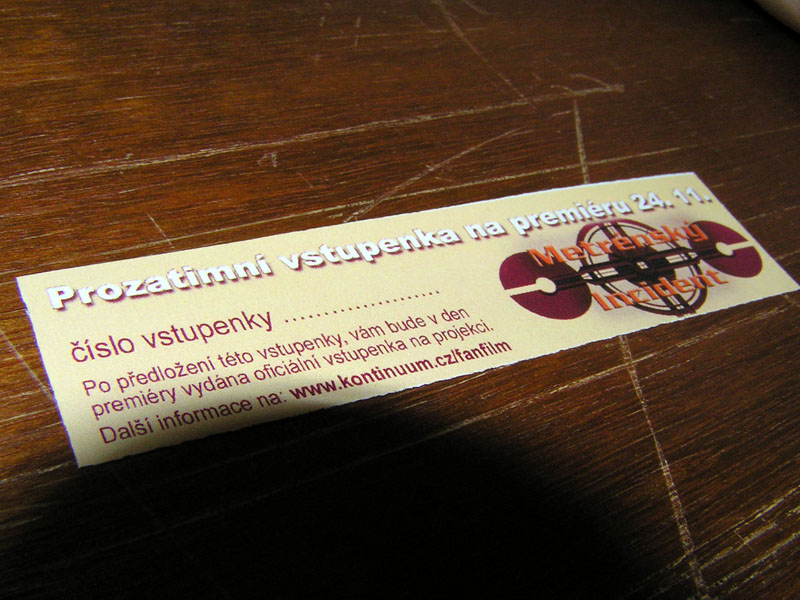 Prozatimní vstupenka na premiéru 24. 11.
číslo vstupenky ........................
Po předložení této vstupenky, vám bude v den
premiéry vydána oficiální vstupenka na projekci.
Další informace na: www.kontinuum.cz/fanfilm
Merrenský
Incident